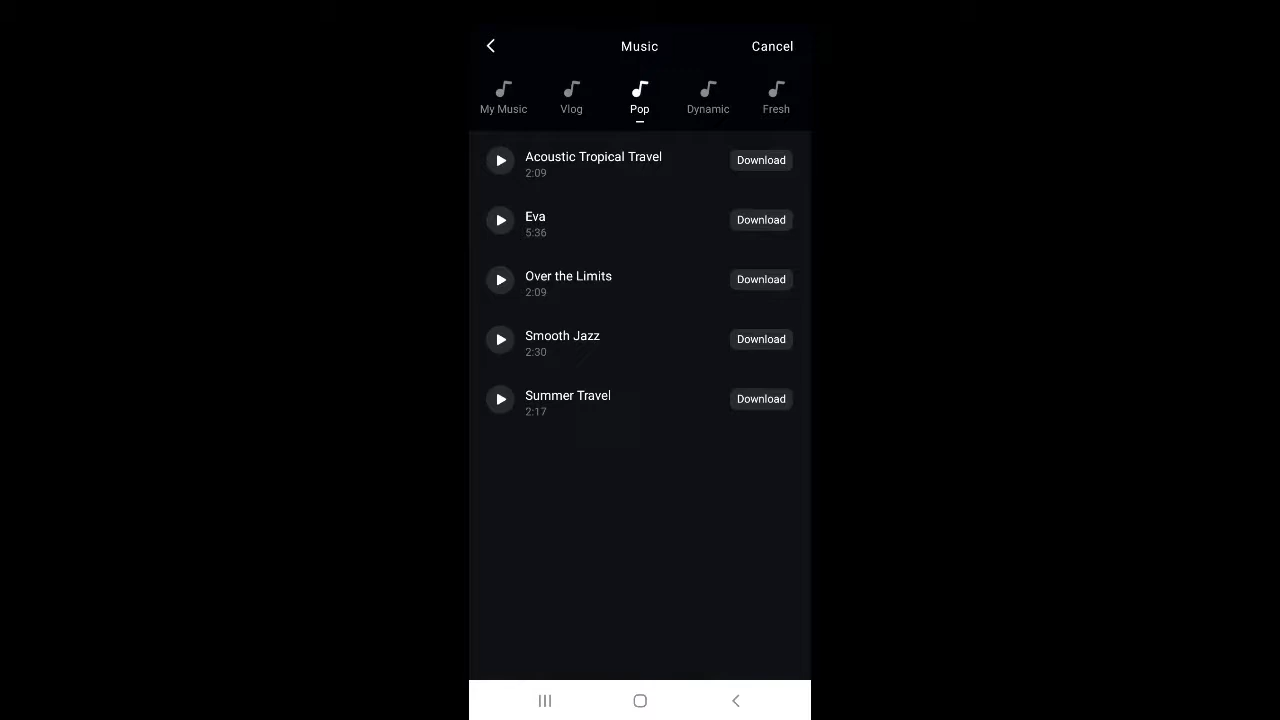 Music
Cancel
My Music
Vlog
Pop
Dynamic
Fresh
Acoustic Tropical Travel
2:09
Download
Eva
5:36
Download
Over the Limits
2:09
Download
Smooth Jazz
2:30
Download
Summer Travel
2:17
Download